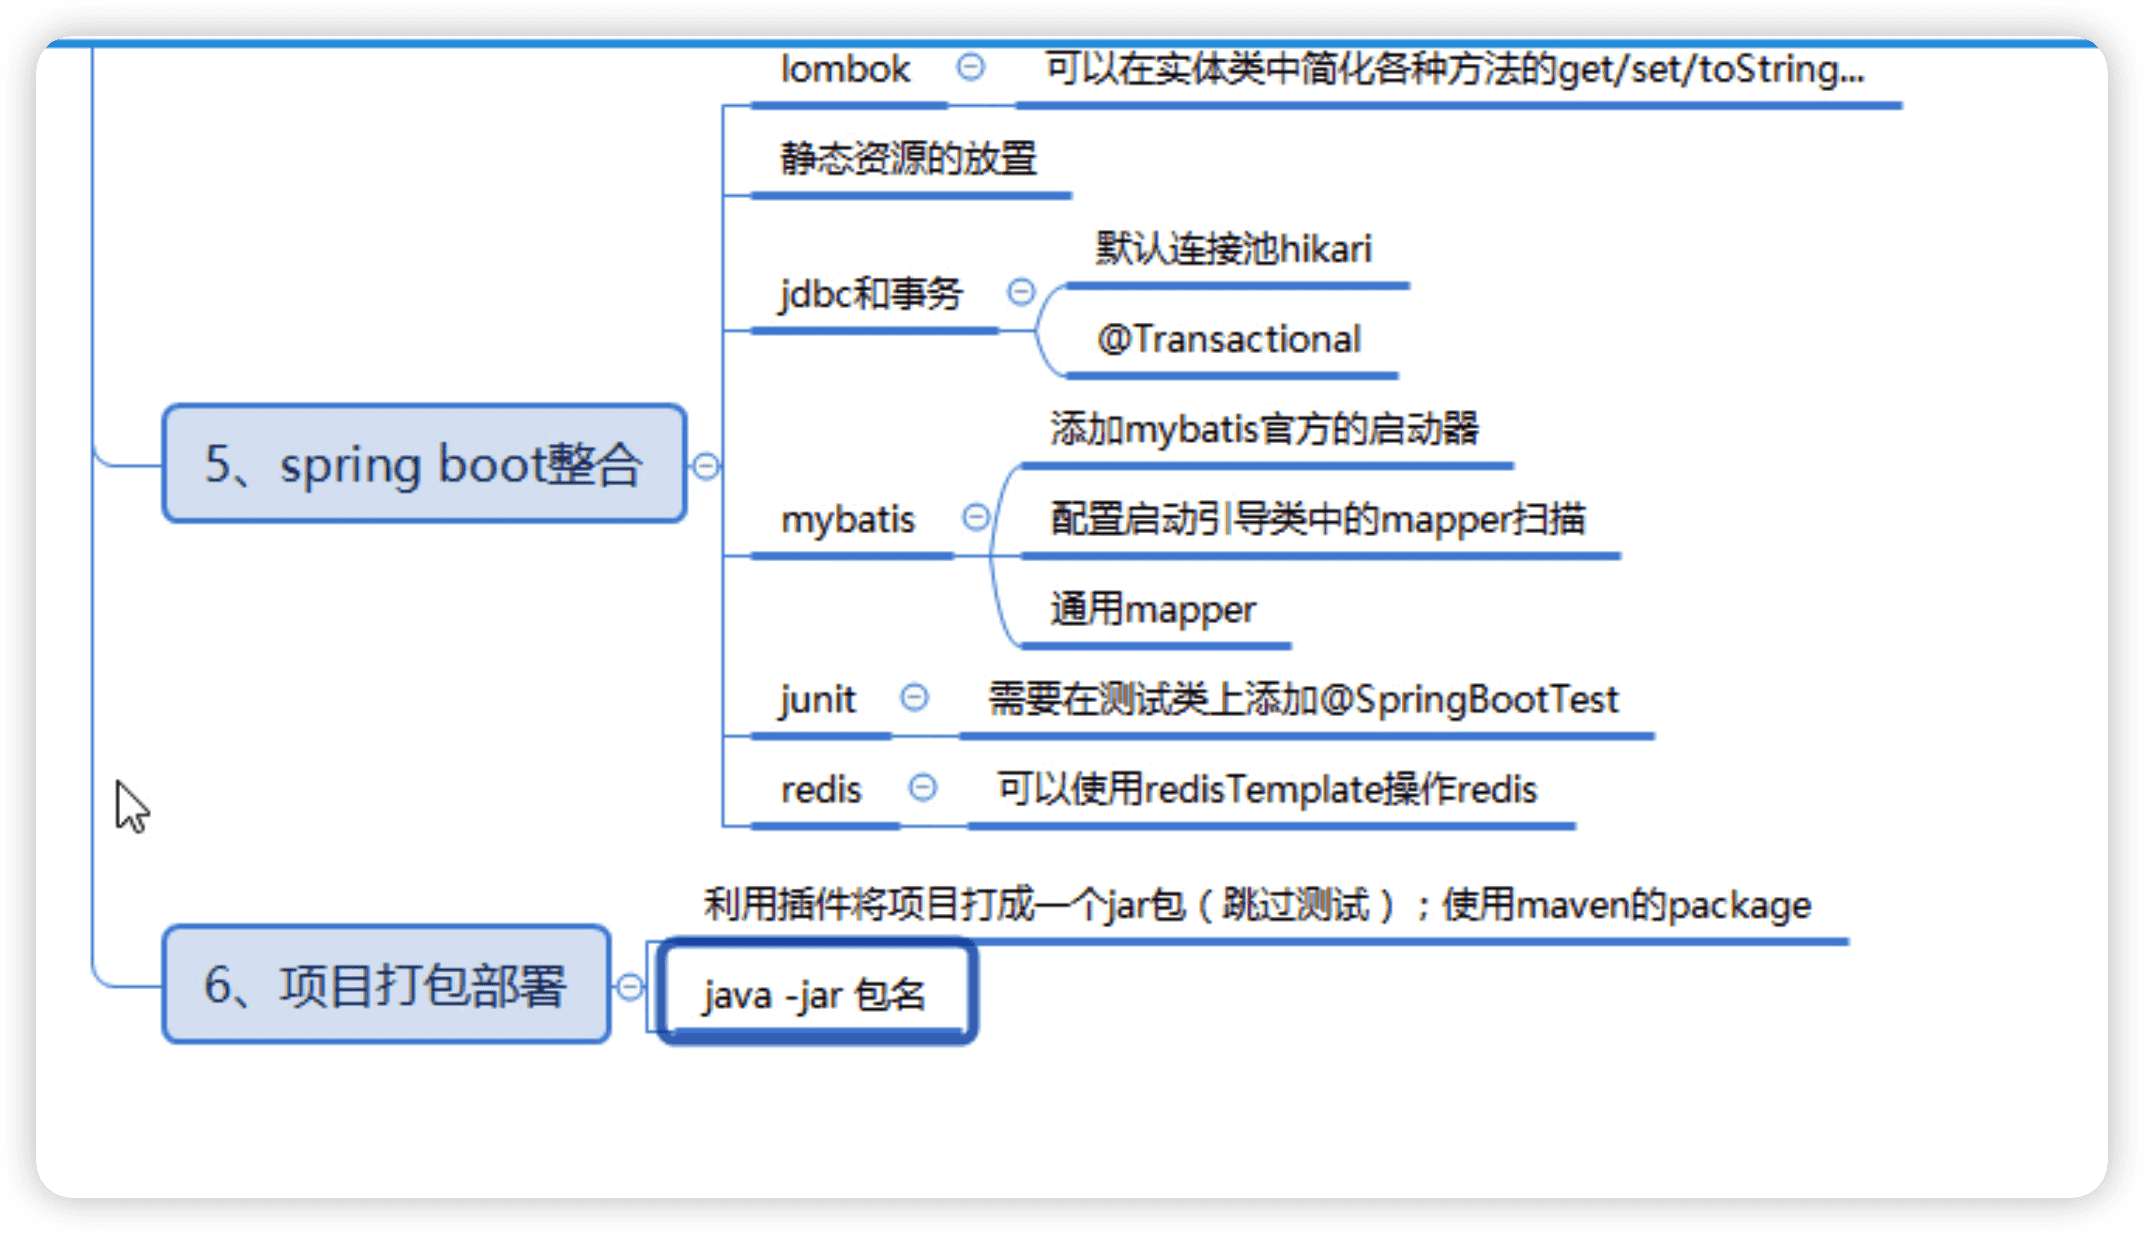 lombok 可以在实体类中简化各种方法的get/set/toString...
静态资源的放置
默认连接池hikari
jdbc和事务
@Transactional
添加mybatis官方的启动器
5、spring boot整合
mybatis 配置启动引导类中的mapper扫描
通用mapper
junit 需要在测试类上添加@SpringBootTest
redis 可以使用redisTemplate操作redis
利用插件将项目打成一个jar包（跳过测试）；使用maven的package
6、项目打包部署
java -jar 包名